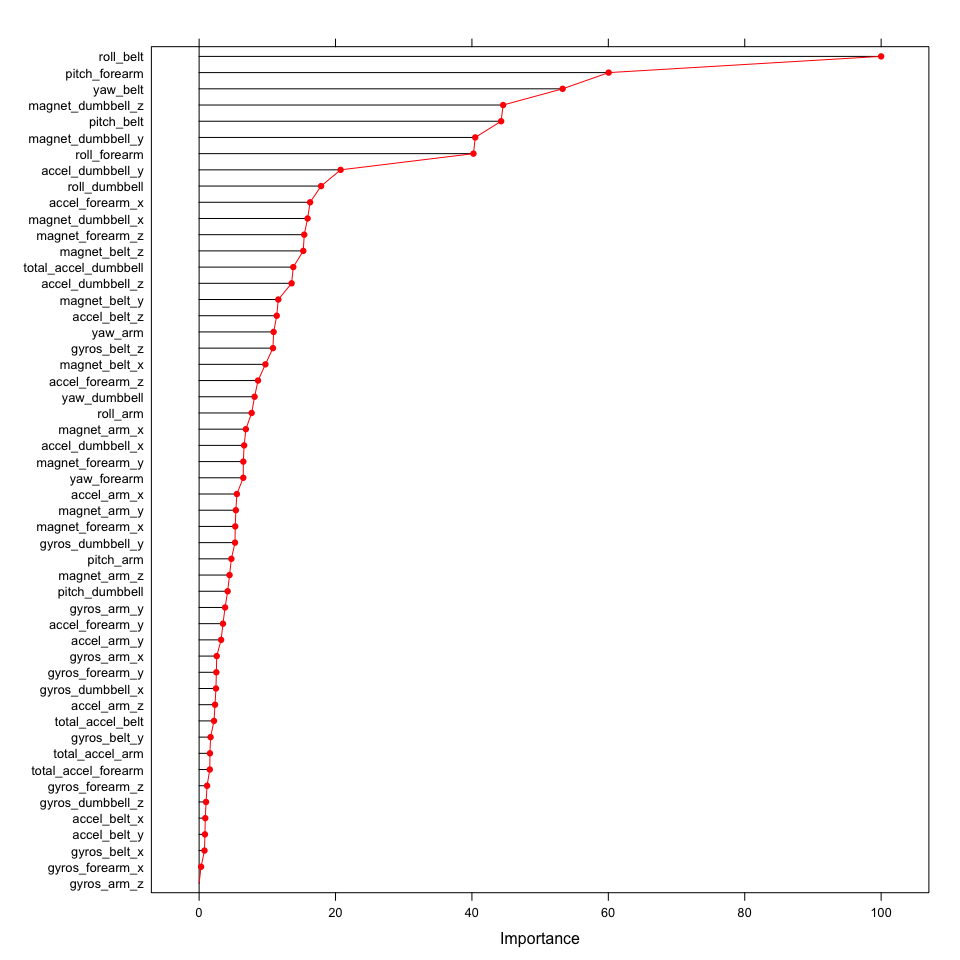 roll_belt
pitch_forearm
yaw_belt
magnet_dumbbell_z
pitch_belt
magnet_dumbbell_y
roll_forearm
accel_dumbbell_y
roll_dumbbell
accel_forearm_x
magnet_dumbbell_x
magnet_forearm_z
magnet_belt_z
total_accel_dumbbell
accel_dumbbell_z
magnet_belt_y
accel_belt_z
yaw_arm
gyros_belt_z
magnet_belt_x
accel_forearm_z
yaw_dumbbell
roll_arm
magnet_arm_x
accel_dumbbell_x
magnet_forearm_y
yaw_forearm
accel_arm_x
magnet_arm_y
magnet_forearm_x
gyros_dumbbell_y
pitch_arm
magnet_arm_z
pitch_dumbbell
gyros_arm_y
accel_forearm_y
accel_arm_y
gyros_arm_x
gyros_forearm_y
gyros_dumbbell_x
accel_arm_z
total_accel_belt
gyros_belt_y
total_accel_arm
total_accel_forearm
gyros_forearm_z
gyros_dumbbell_z
accel_belt_x
accel_belt_y
gyros_belt_x
gyros_forearm_x
gyros_arm_z
0 20 40 60 80 100
Importance